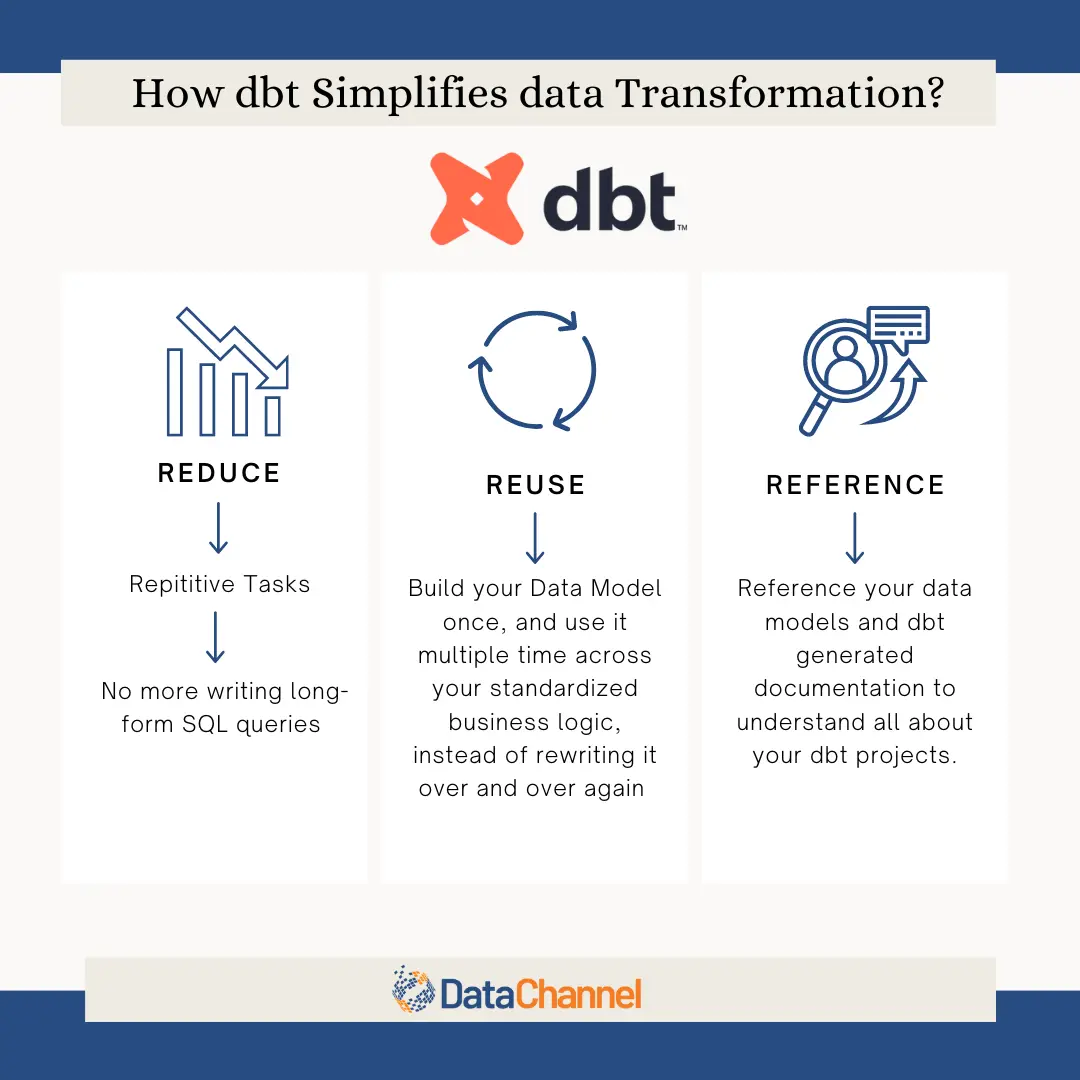 How dbt Simplifies data Transformation?
dbt™
REDUCE
Repititive Tasks
No more writing long-
form SQL queries
REUSE
Build your Data Model
once, and use it
multiple time across
your standardized
business logic,
instead of rewriting it
over and over again
REFERENCE
Reference your data
models and dbt
generated
documentation to
understand all about
your dbt projects.
DataChannel